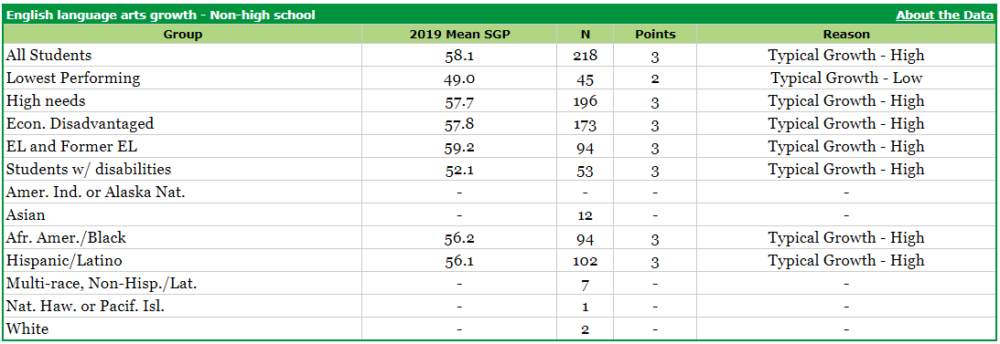 English language arts growth - Non-high school About the Data
Group 2019 Mean SGP N Points Reason
All Students 58.1 218 3 Typical Growth - High
Lowest Performing 49.0 45 2 Typical Growth - Low
High needs 57.7 196 3 Typical Growth - High
Econ. Disadvantaged 57.8 173 3 Typical Growth - High
EL and Former EL 59.2 94 3 Typical Growth - High
Students w/ disabilities 52.1 53 3 Typical Growth - High
Amer. Ind. or Alaska Nat. - - - -
Asian - 12 - -
Afr. Amer./Black 56.2 94 3 Typical Growth - High
Hispanic/Latino 56.1 102 3 Typical Growth - High
Multi-race, Non-Hisp./Lat. - 7 - -
Nat. Haw. or Pacif. Isl. - 1 - -
White - 2 - -